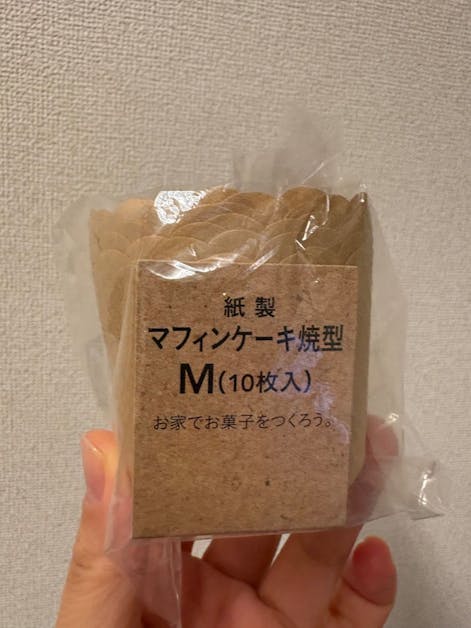 紙製
マフィンケーキ焼型
M(10枚入)
お家でお菓子をつくろう。